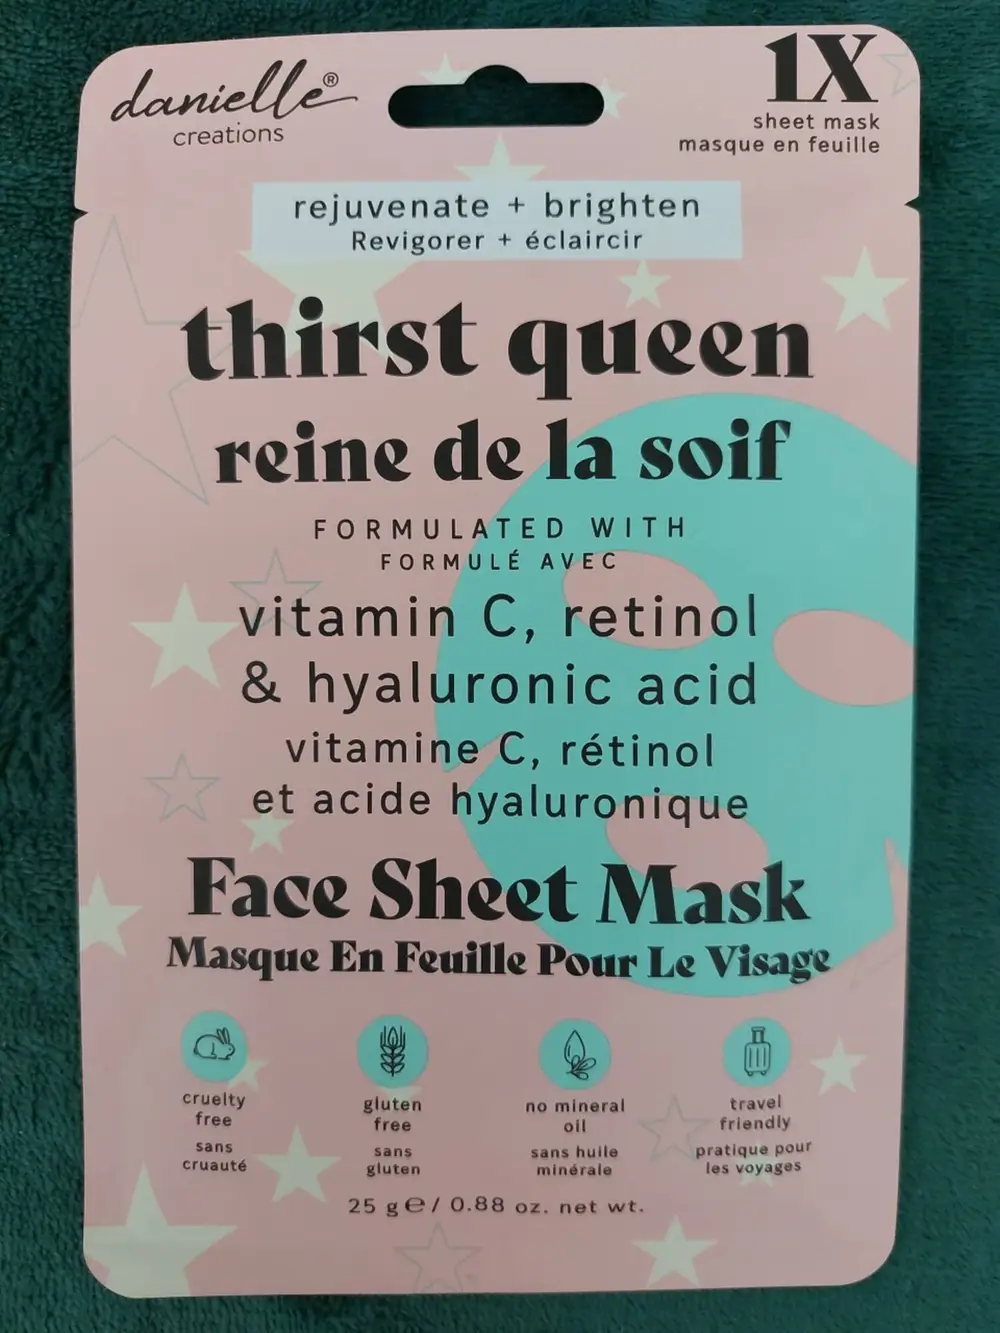 danielle®
creations
1X
sheet mask
masque en feuille
rejuvenate + brighten
Revigorer + éclaircir
thirst queen
reine de la soif
FORMULATED WITH
FORMULÉ AVEC
vitamin C, retinol
& hyaluronic acid
vitamine C, rétinol
et acide hyaluronique
Face Sheet Mask
Masque En Feuille Pour Le Visage
cruelty
free
sans
cruauté
gluten
free
sans
gluten
no mineral
oil
sans huile
minérale
travel
friendly
pratique pour
les voyages
25 g ℮ / 0.88 oz. net wt.